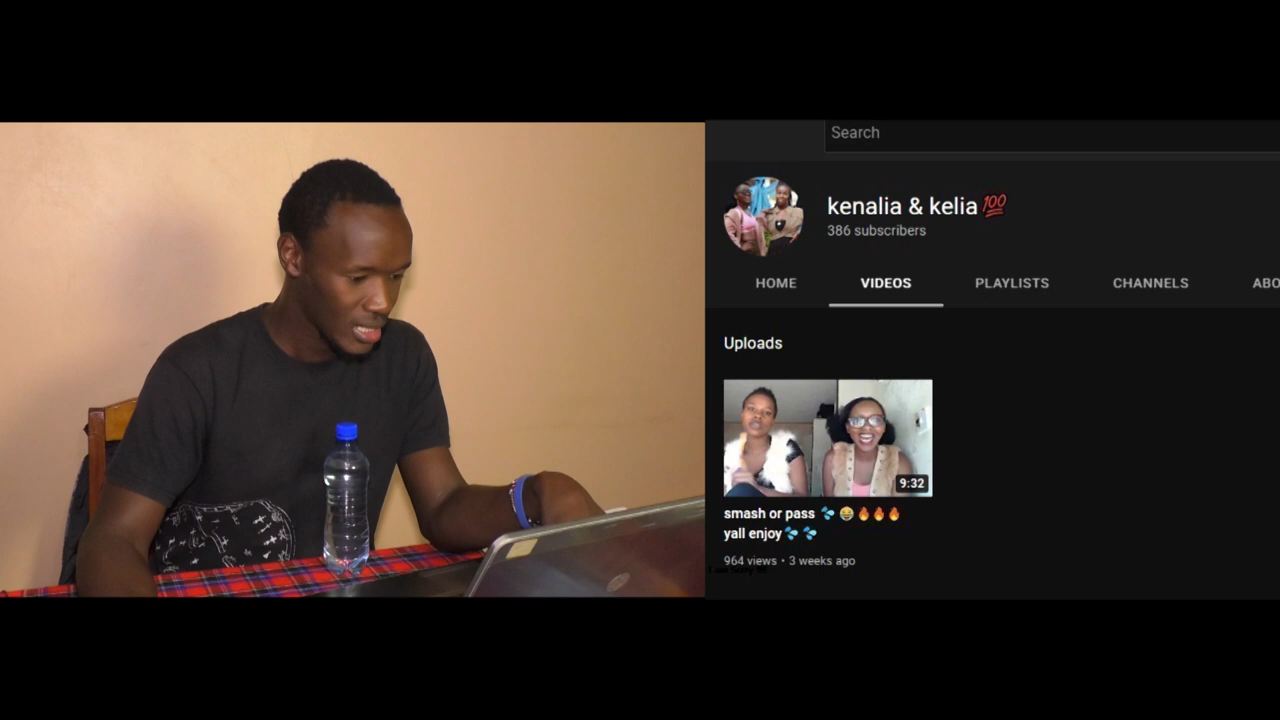 Search
kenalia & kelia 💯
386 subscribers
HOME VIDEOS PLAYLISTS CHANNELS ABO
Uploads
9:32
smash or pass 💦 😆 🔥🔥🔥
yall enjoy 💦 💦
964 views • 3 weeks ago